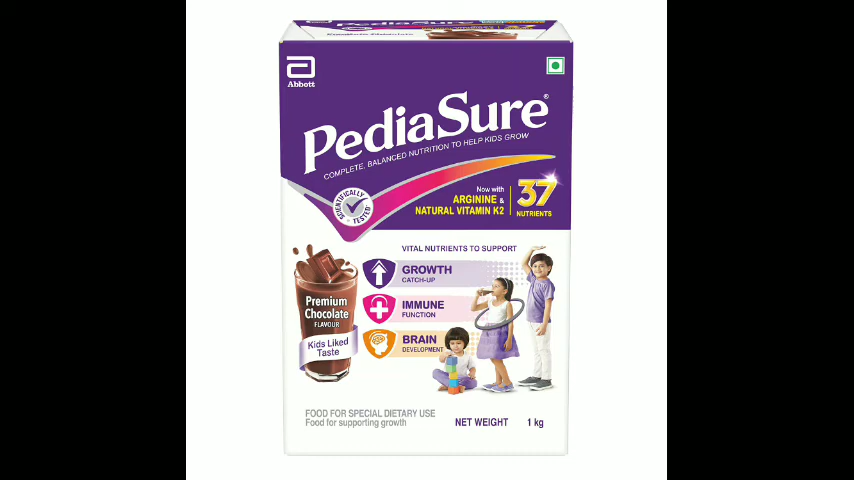 PediaSure
Abbott
PediaSure®
COMPLETE, BALANCED NUTRITION TO HELP KIDS GROW
SCIENTIFICALLY TESTED
Now with
ARGININE &
NATURAL VITAMIN K2
37
NUTRIENTS
VITAL NUTRIENTS TO SUPPORT
GROWTH
CATCH-UP
IMMUNE
FUNCTION
BRAIN
DEVELOPMENT
Premium
Chocolate
FLAVOUR
Kids Liked
Taste
FOOD FOR SPECIAL DIETARY USE
Food for supporting growth
NET WEIGHT 1 kg